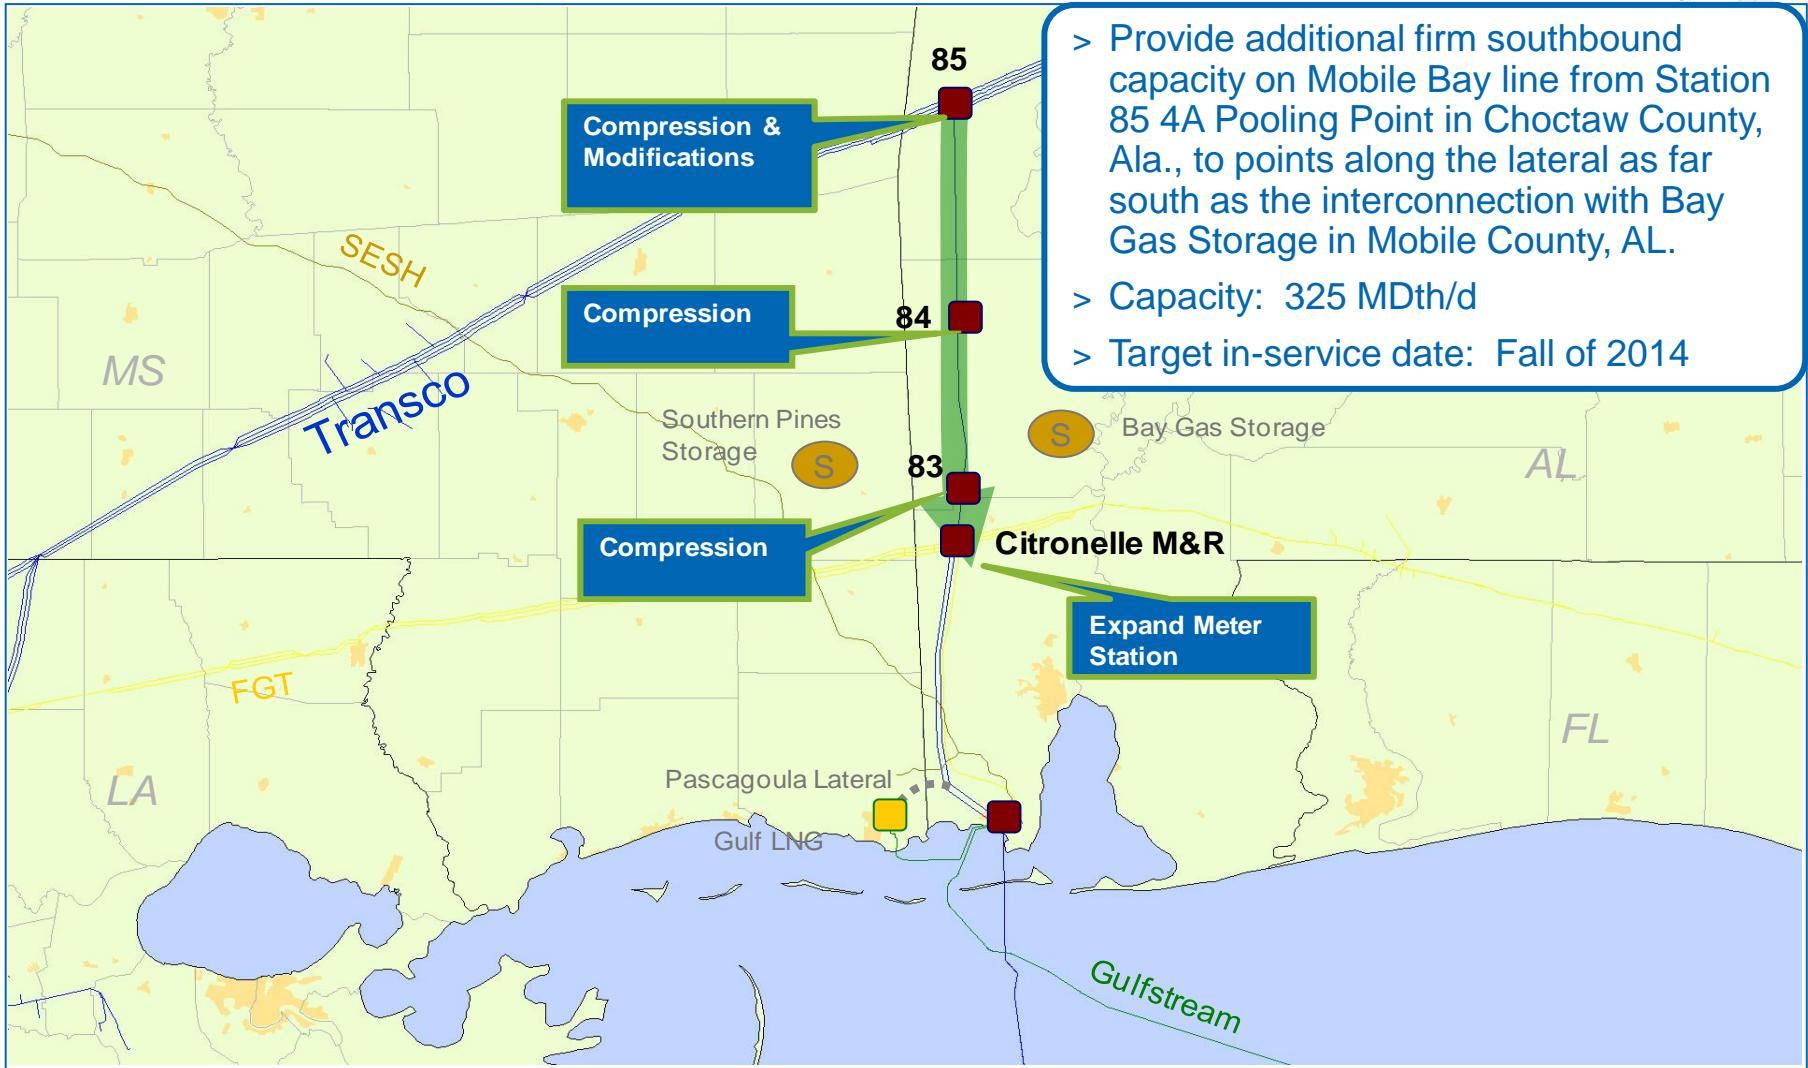 85
> Provide additional firm southbound
capacity on Mobile Bay line from Station
85 4A Pooling Point in Choctaw County,
Ala., to points along the lateral as far
south as the interconnection with Bay
Gas Storage in Mobile County, AL.
> Capacity: 325 MDth/d
> Target in-service date: Fall of 2014
Compression &
Modifications
SESH
Compression
84
MS
Transco
Southern Pines
Storage
S
S
Bay Gas Storage
83
AL
Compression
Citronelle M&R
Expand Meter
Station
FGT
FL
LA
Pascagoula Lateral
Gulf LNG
Gulfstream